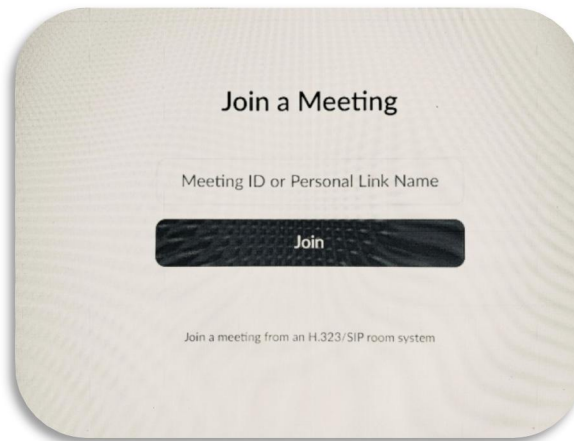 Join a Meeting
Meeting ID or Personal Link Name
Join
Join a meeting from an H.323/SIP room system